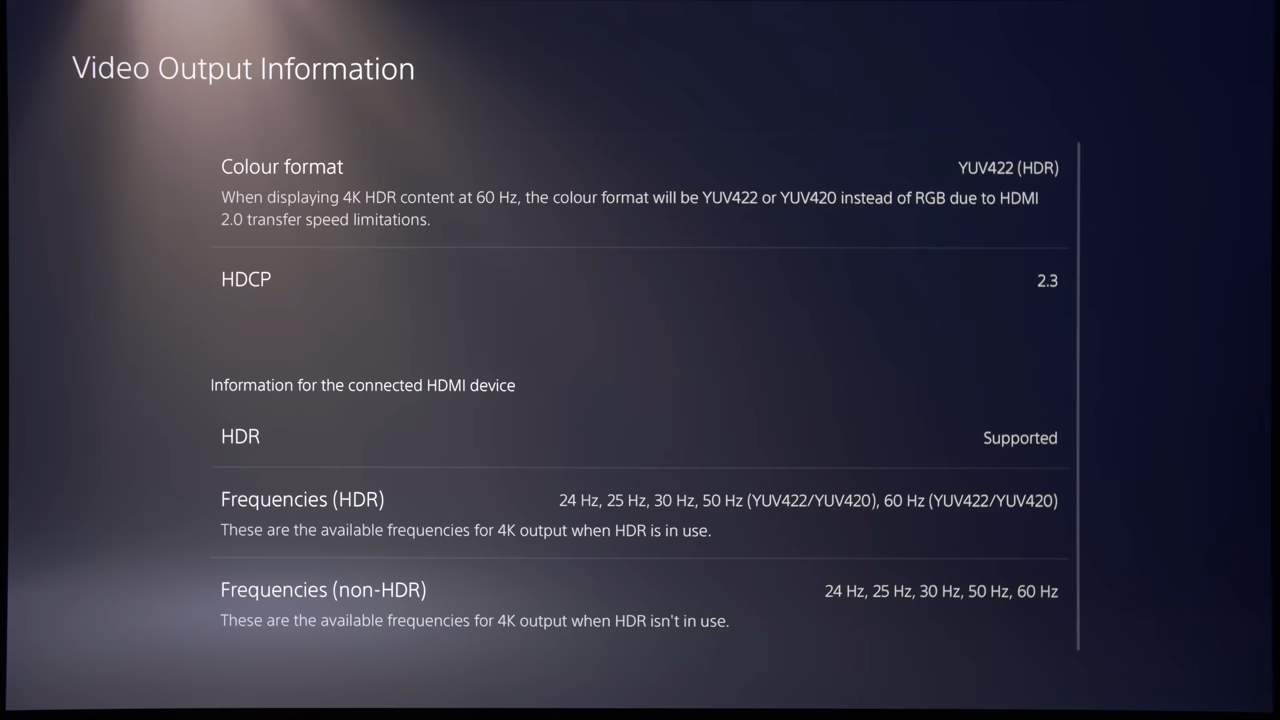 Video Output Information
Colour format
YUV422 (HDR)
When displaying 4K HDR content at 60 Hz, the colour format will be YUV422 or YUV420 instead of RGB due to HDMI
2.0 transfer speed limitations.
HDCP
2.3
Information for the connected HDMI device
HDR
Supported
Frequencies (HDR)
24 Hz, 25 Hz, 30 Hz, 50 Hz (YUV422/YUV420), 60 Hz (YUV422/YUV420)
These are the available frequencies for 4K output when HDR is in use.
Frequencies (non-HDR)
24 Hz, 25 Hz, 30 Hz, 50 Hz, 60 Hz
These are the available frequencies for 4K output when HDR isn't in use.